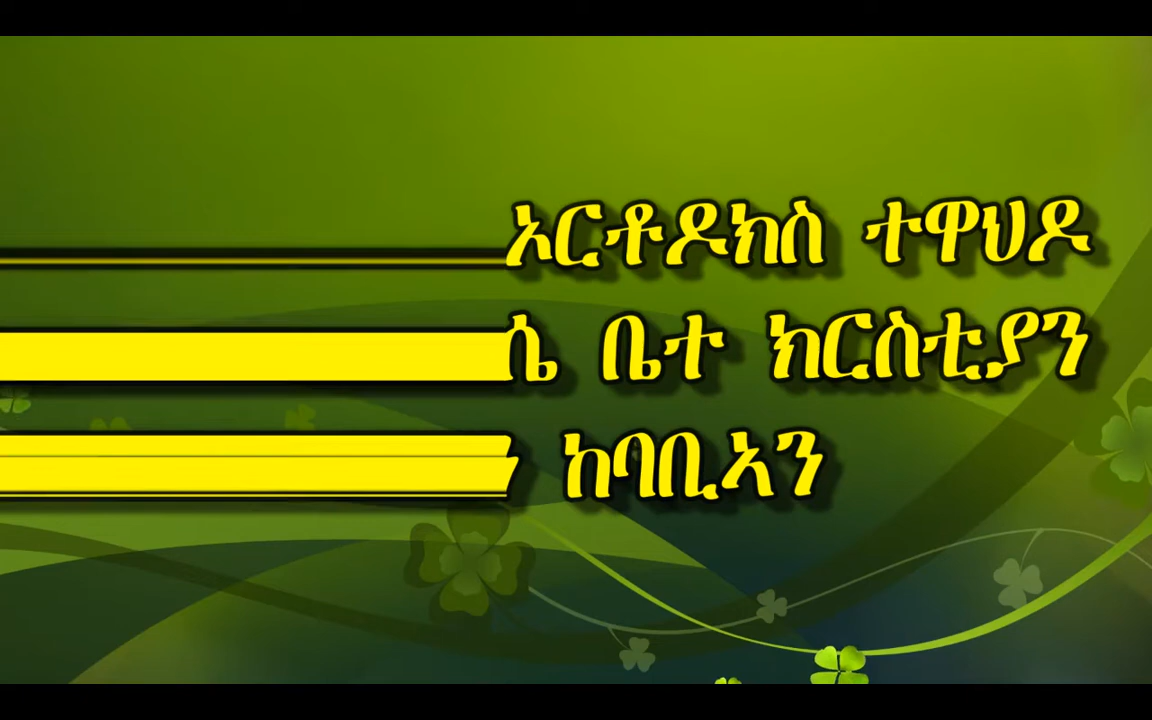 ኦርቶዶክስ ተዋህዶ
ቤተ ክርስቲያን
ከባቢኣን